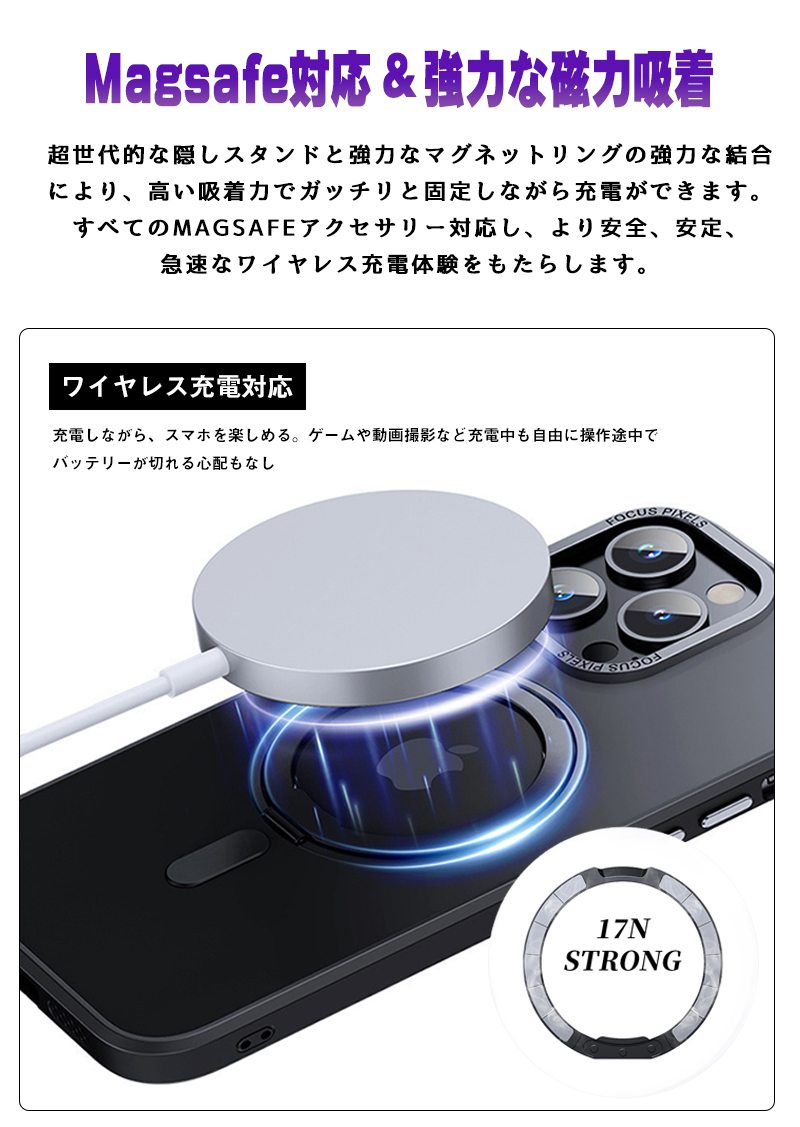 Magsafe対応＆強力な磁力吸着
超世代的な隠しスタンドと強力なマグネットリングの強力な結合
により、高い吸着力でガッチリと固定しながら充電ができます。
すべてのMAGSAFEアクセサリー対応し、より安全、安定、
急速なワイヤレス充電体験をもたらします。
ワイヤレス充電対応
充電しながら、スマホを楽しめる。ゲームや動画撮影など充電中も自由に操作途中で
バッテリーが切れる心配もなし
FOCUS PIXELS
FOCUS PIXELS
17N
STRONG